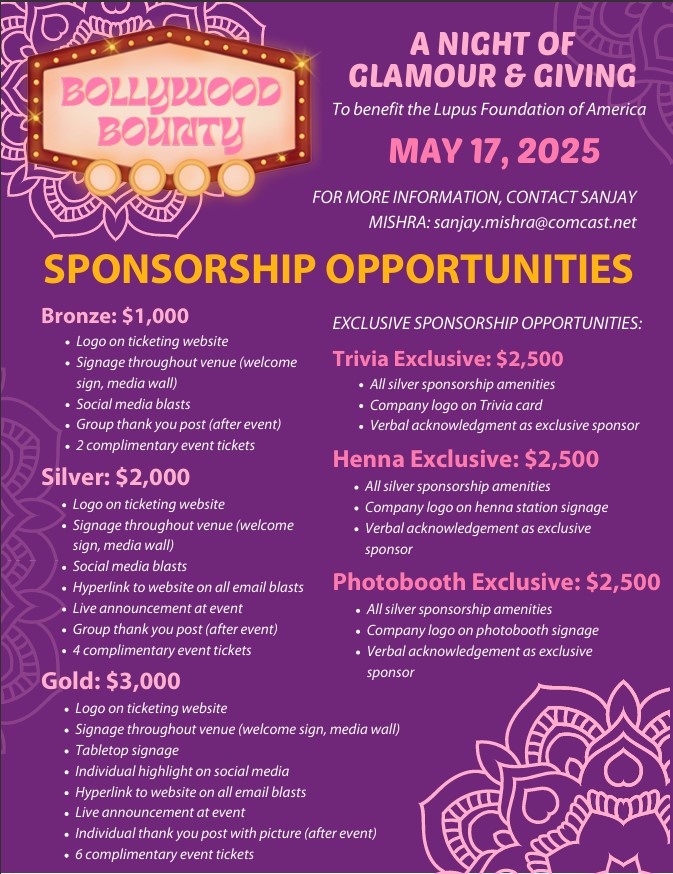 BOLLYWOOD
BOUNTY
A NIGHT OF
GLAMOUR & GIVING
To benefit the Lupus Foundation of America
MAY 17, 2025
FOR MORE INFORMATION, CONTACT SANJAY
MISHRA: sanjay.mishra@comcast.net
SPONSORSHIP OPPORTUNITIES
Bronze: $1,000
• Logo on ticketing website
• Signage throughout venue (welcome
sign, media wall)
• Social media blasts
• Group thank you post (after event)
• 2 complimentary event tickets
Silver: $2,000
• Logo on ticketing website
• Signage throughout venue (welcome
sign, media wall)
• Social media blasts
• Hyperlink to website on all email blasts
• Live announcement at event
• Group thank you post (after event)
• 4 complimentary event tickets
Gold: $3,000
• Logo on ticketing website
• Signage throughout venue (welcome sign, media wall)
• Tabletop signage
• Individual highlight on social media
• Hyperlink to website on all email blasts
• Live announcement at event
• Individual thank you post with picture (after event)
• 6 complimentary event tickets
EXCLUSIVE SPONSORSHIP OPPORTUNITIES:
Trivia Exclusive: $2,500
• All silver sponsorship amenities
• Company logo on Trivia card
• Verbal acknowledgment as exclusive sponsor
Henna Exclusive: $2,500
• All silver sponsorship amenities
• Company logo on henna station signage
• Verbal acknowledgement as exclusive
sponsor
Photobooth Exclusive: $2,500
• All silver sponsorship amenities
• Company logo on photobooth signage
• Verbal acknowledgement as exclusive
sponsor